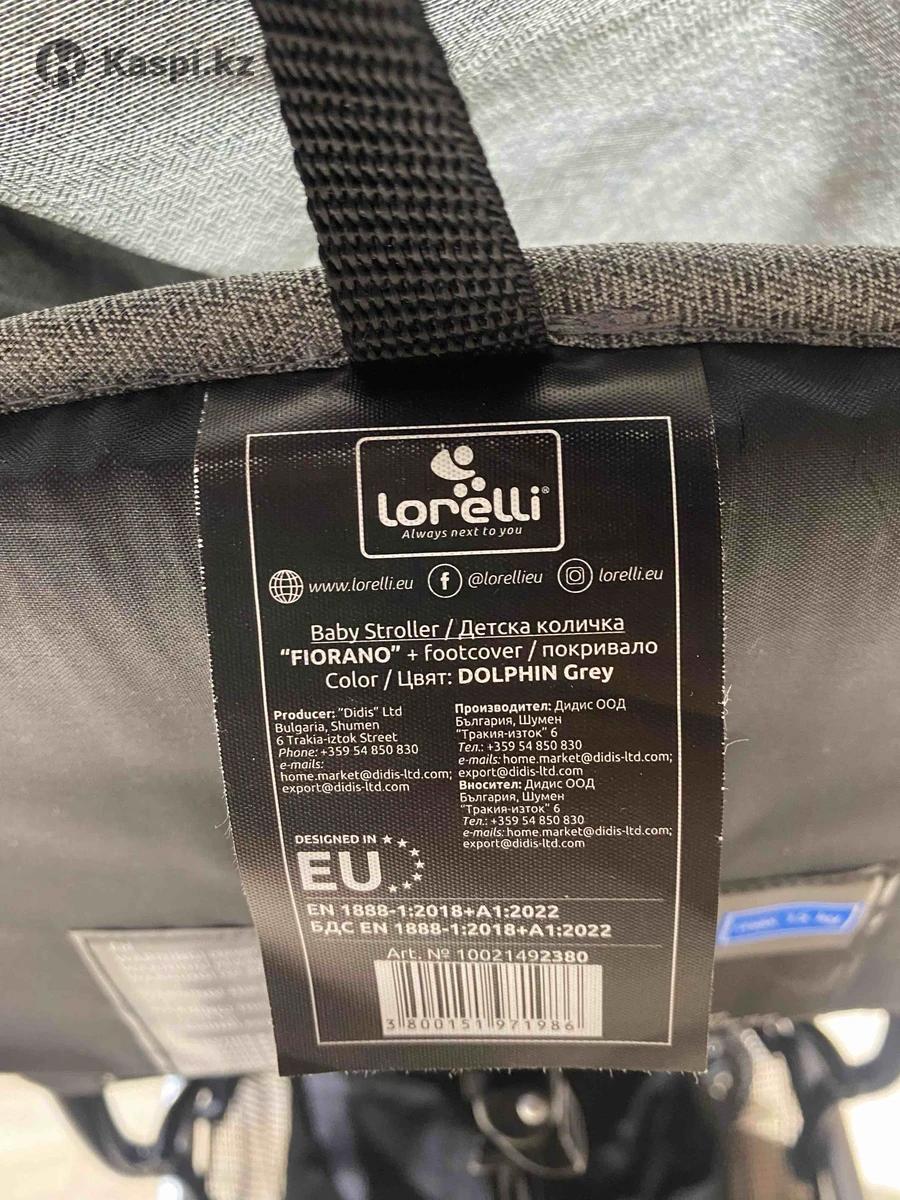 Kaspi.kz
lorelli®
Always next to you
www.lorelli.eu @lorellieu lorelli.eu
Baby Stroller / Детска количка
"FIORANO" + footcover / покривало
Color / Цвят: DOLPHIN Grey
Producer: "Didis" Ltd
Bulgaria, Shumen
6 Trakia-iztok Street
Phone: +359 54 850 830
e-mails:
home.market@didis-ltd.com;
export@didis-ltd.com
Производител: Дидис ООД
България, Шумен
"Тракия-изток" 6
Тел.: +359 54 850 830
e-mails: home.market@didis-ltd.com;
export@didis-ltd.com
Вносител: Дидис ООД
България, Шумен
"Тракия-изток" 6
Тел.: +359 54 850 830
e-mails: home.market@didis-ltd.com;
export@didis-ltd.com
DESIGNED IN
EU
EN 1888-1:2018+A1:2022
БДС EN 1888-1:2018+A1:2022
Art. № 10021492380
3 800151 971986